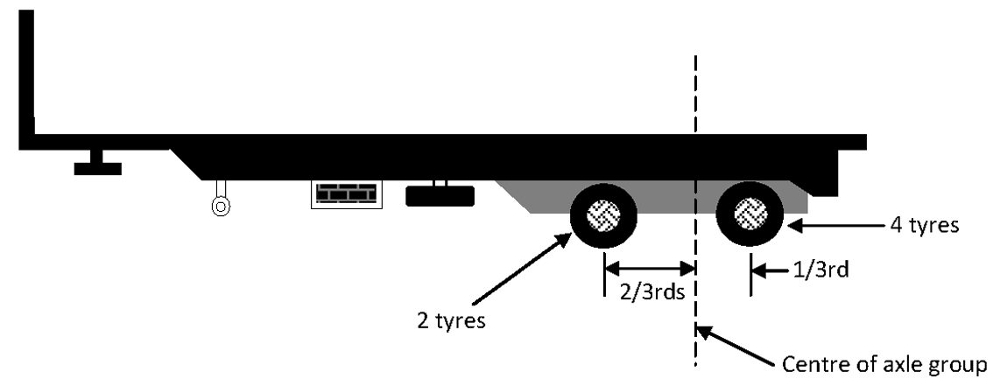 4 tyres
1/3rd
2/3rds
2 tyres
Centre of axle group